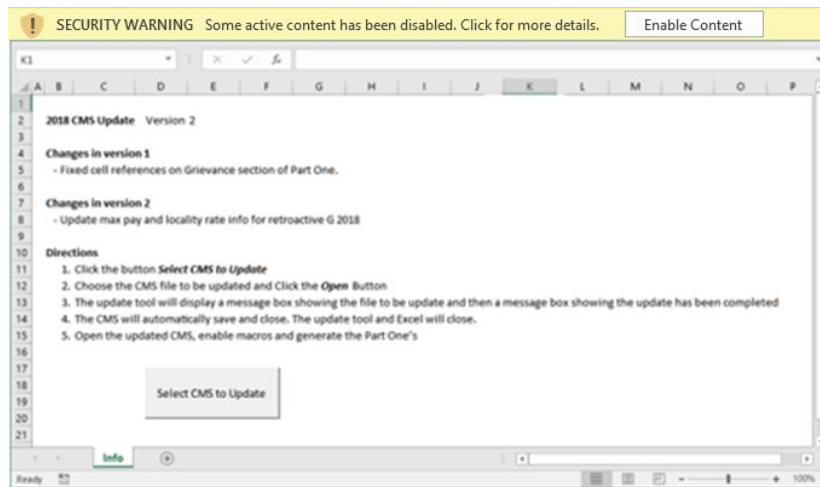 SECURITY WARNING Some active content has been disabled. Click for more details. Enable Content
K1
A B C D E F G H I J K L M N O P
1
2 2018 CMS Update Version 2
3
4 Changes in version 1
5 - Fixed cell references on Grievance section of Part One.
6
7 Changes in version 2
8 - Update max pay and locality rate info for retroactive G 2018
9
10 Directions
11 1. Click the button Select CMS to Update
12 2. Choose the CMS file to be updated and Click the Open Button
13 3. The update tool will display a message box showing the file to be update and then a message box showing the update has been completed
14 4. The CMS will automatically save and close. The update tool and Excel will close.
15 5. Open the updated CMS, enable macros and generate the Part One's
16
17
18 Select CMS to Update
19
20
21
Info
Ready 100%